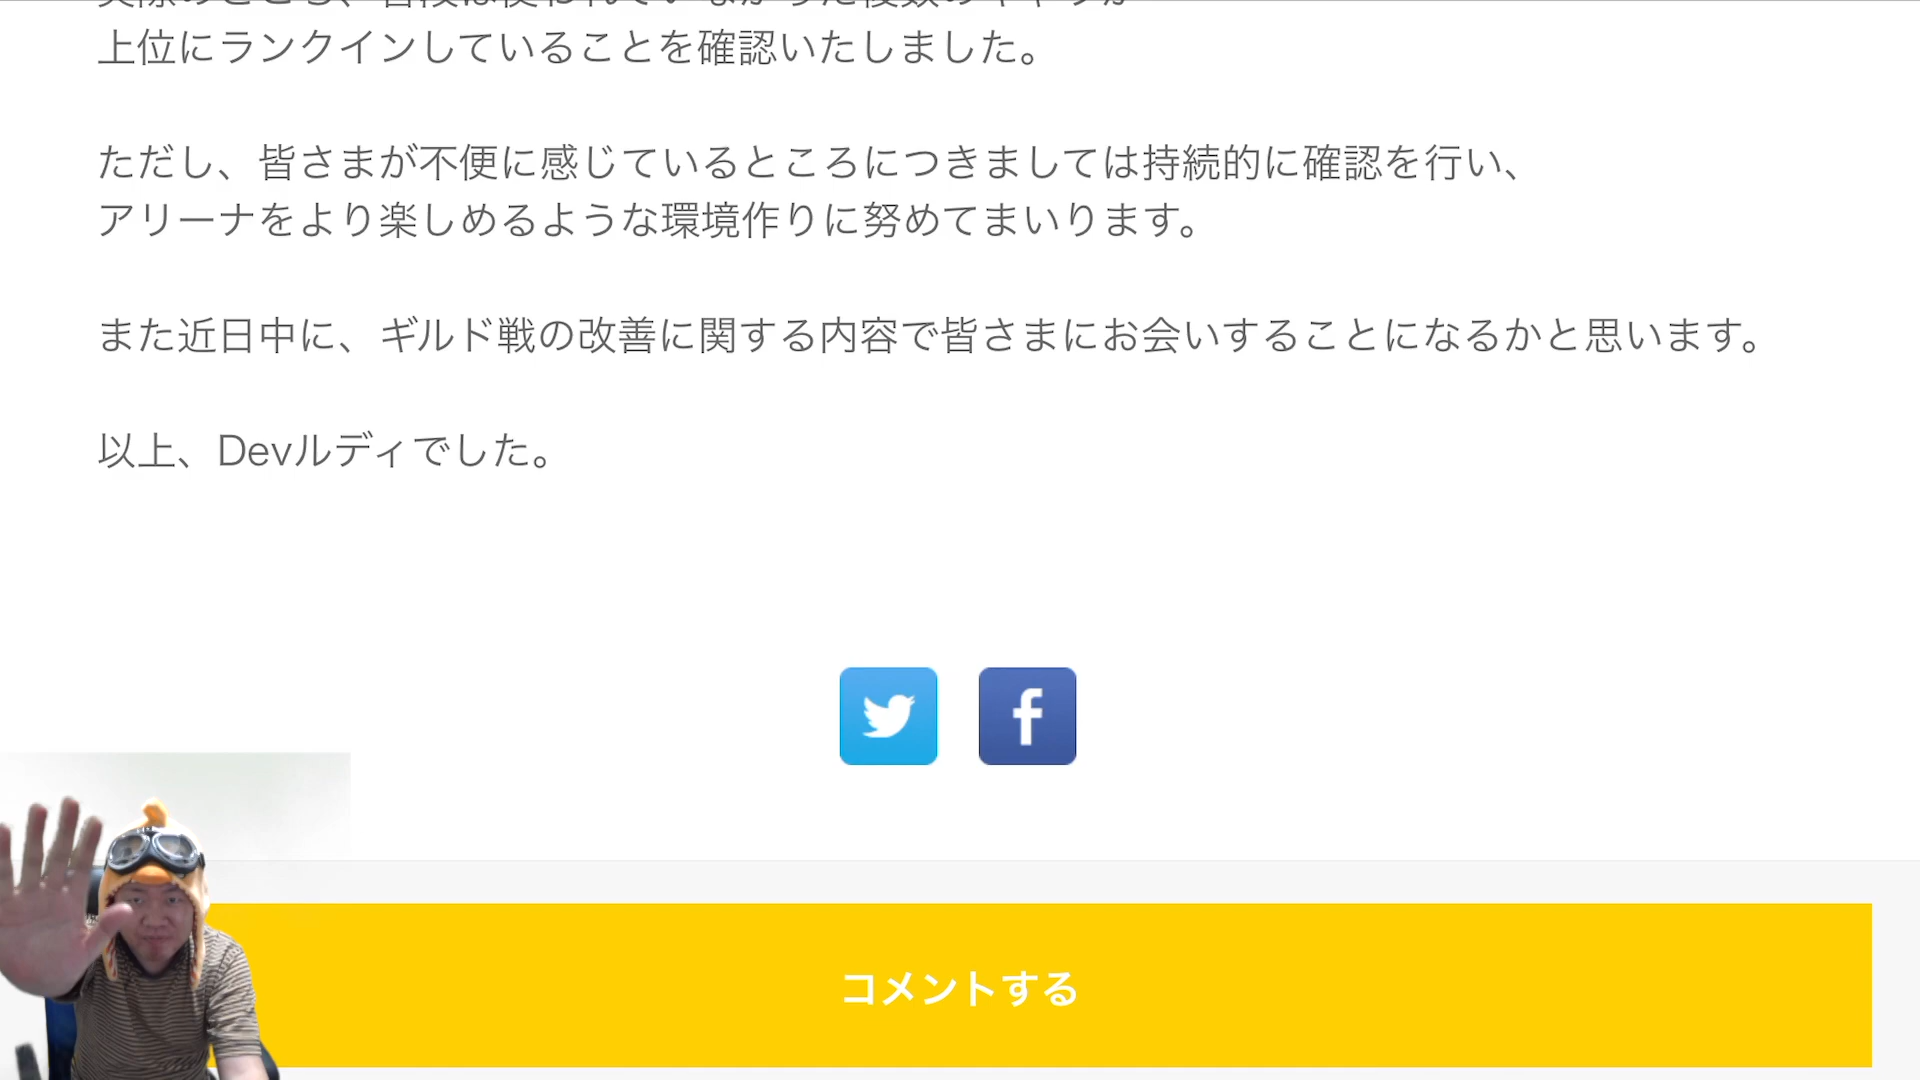 上位にランクインしていることを確認いたしました。
ただし、皆さまが不便に感じているところにつきましては持続的に確認を行い、
アリーナをより楽しめるような環境作りに努めてまいります。
また近日中に、ギルド戦の改善に関する内容で皆さまにお会いすることになるかと思います。
以上、Devルディでした。
コメントする